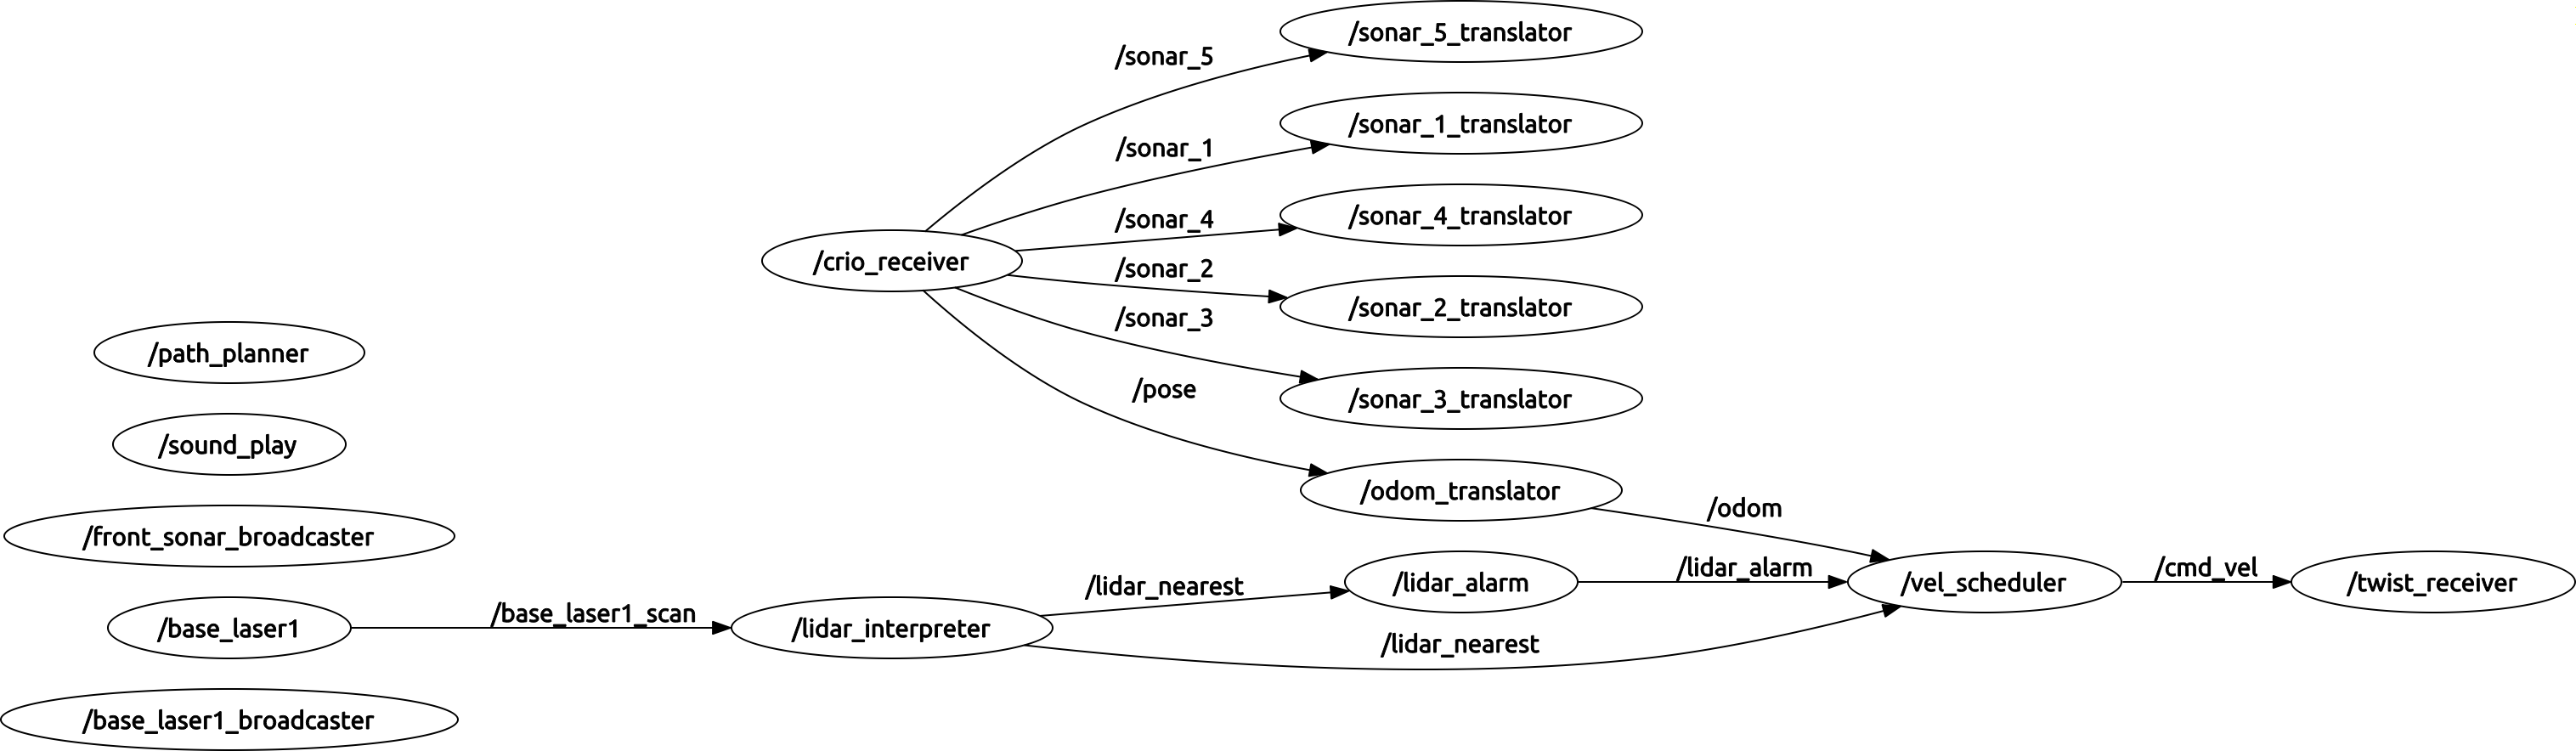 /sonar_5
/sonar_5_translator
/sonar_1
/sonar_1_translator
/sonar_4
/sonar_4_translator
/crio_receiver
/sonar_2
/sonar_2_translator
/sonar_3
/sonar_3_translator
/path_planner
/pose
/sound_play
/odom_translator
/odom
/front_sonar_broadcaster
/lidar_nearest
/lidar_alarm
/lidar_alarm
/vel_scheduler
/cmd_vel
/twist_receiver
/base_laser1
/base_laser1_scan
/lidar_interpreter
/lidar_nearest
/base_laser1_broadcaster